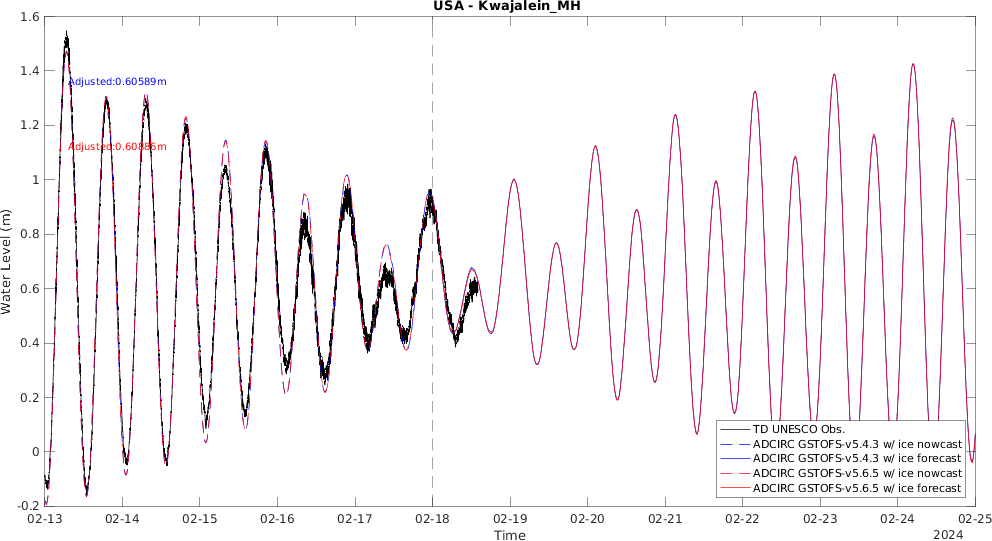 USA - Kwajalein_MH
Water Level (m)
1.6
1.4
1.2
1
0.8
0.6
0.4
0.2
0
-0.2
Adjusted:0.60589m
Adjusted:0.60886m
TD UNESCO Obs.
ADCIRC GSTOFS-v5.4.3 w/ ice nowcast
ADCIRC GSTOFS-v5.4.3 w/ ice forecast
ADCIRC GSTOFS-v5.6.5 w/ ice nowcast
ADCIRC GSTOFS-v5.6.5 w/ ice forecast
02-13 02-14 02-15 02-16 02-17 02-18 02-19 02-20 02-21 02-22 02-23 02-24 02-25
Time
2024